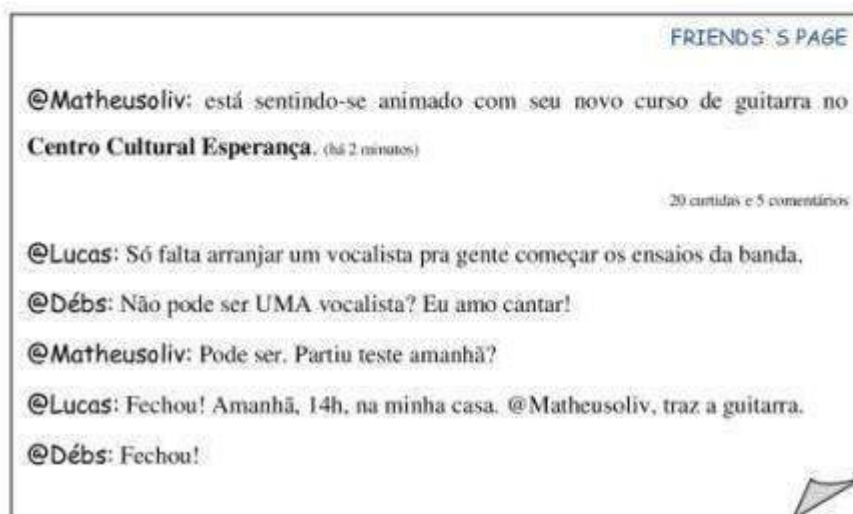 FRIENDS`S PAGE
@Matheusoliv: está sentindo-se animado com seu novo curso de guitarra no
Centro Cultural Esperança. (há 2 minutos)
20 curtidas e 5 comentários
@Lucas: Só falta arranjar um vocalista pra gente começar os ensaios da banda.
@Débs: Não pode ser UMA vocalista? Eu amo cantar!
@Matheusoliv: Pode ser. Partiu teste amanhã?
@Lucas: Fechou! Amanhã, 14h, na minha casa. @Matheusoliv, traz a guitarra.
@Débs: Fechou!